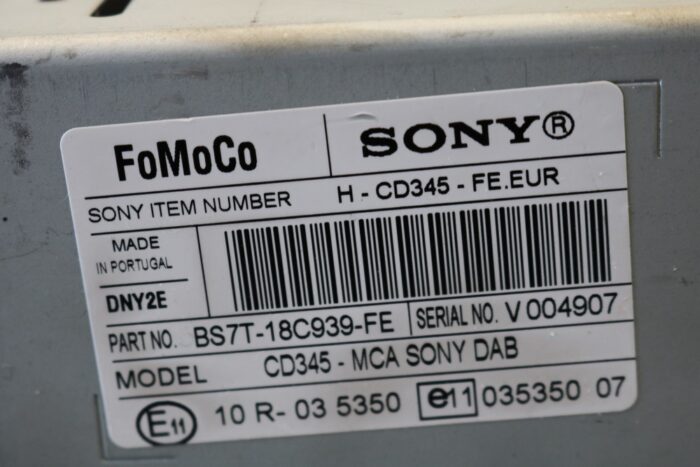 FoMoCo SONY®
SONY ITEM NUMBER H - CD345 - FE.EUR
MADE
IN PORTUGAL
DNY2E
PART NO. BS7T-18C939-FE SERIAL NO. V 004907
MODEL CD345 - MCA SONY DAB
E11 10 R- 03 5350 e11 035350 07